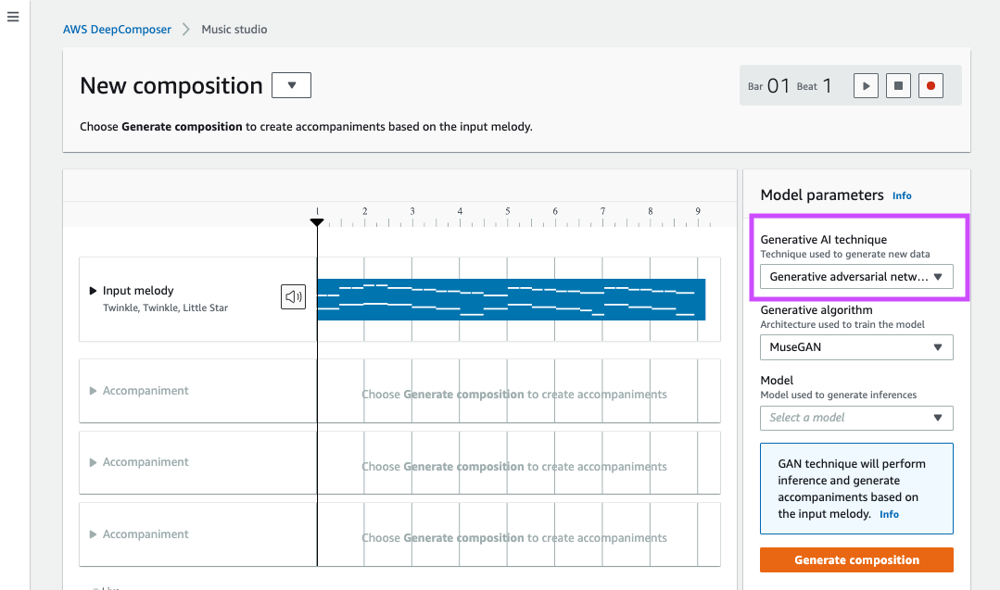 AWS DeepComposer > Music studio
New composition
Bar 01 Beat 1
Choose Generate composition to create accompaniments based on the input melody.
1 2 3 4 5 6 7 8 9
Input melody
Twinkle, Twinkle, Little Star
Accompaniment
Choose Generate composition to create accompaniments
Accompaniment
Choose Generate composition to create accompaniments
Accompaniment
Choose Generate composition to create accompaniments
Model parameters Info
Generative AI technique
Technique used to generate new data
Generative adversarial netw...
Generative algorithm
Architecture used to train the model
MuseGAN
Model
Model used to generate inferences
Select a model
GAN technique will perform
inference and generate
accompaniments based on
the input melody. Info
Generate composition